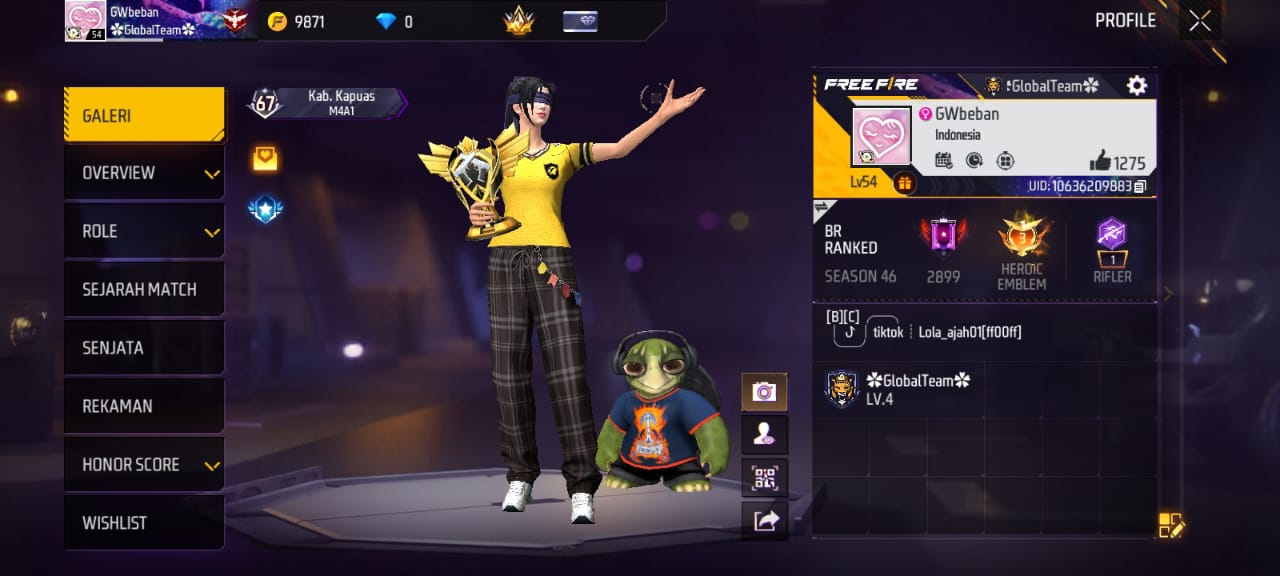 GWbeban
✽GlobalTeam✽
54
9871
0
PROFILE
GALERI
OVERVIEW
ROLE
SEJARAH MATCH
SENJATA
REKAMAN
HONOR SCORE
WISHLIST
67
Kab. Kapuas
M4A1
FREE FIRE
GlobalTeam✽
GWbeban
Indonesia
1275
Lv54
UID:10636209883
BR
RANKED
SEASON 46
2899
3
HEROIC
EMBLEM
1
RIFLER
[B][C]
tiktok
Lola_ajah01[ff00ff]
✽GlobalTeam✽
LV.4